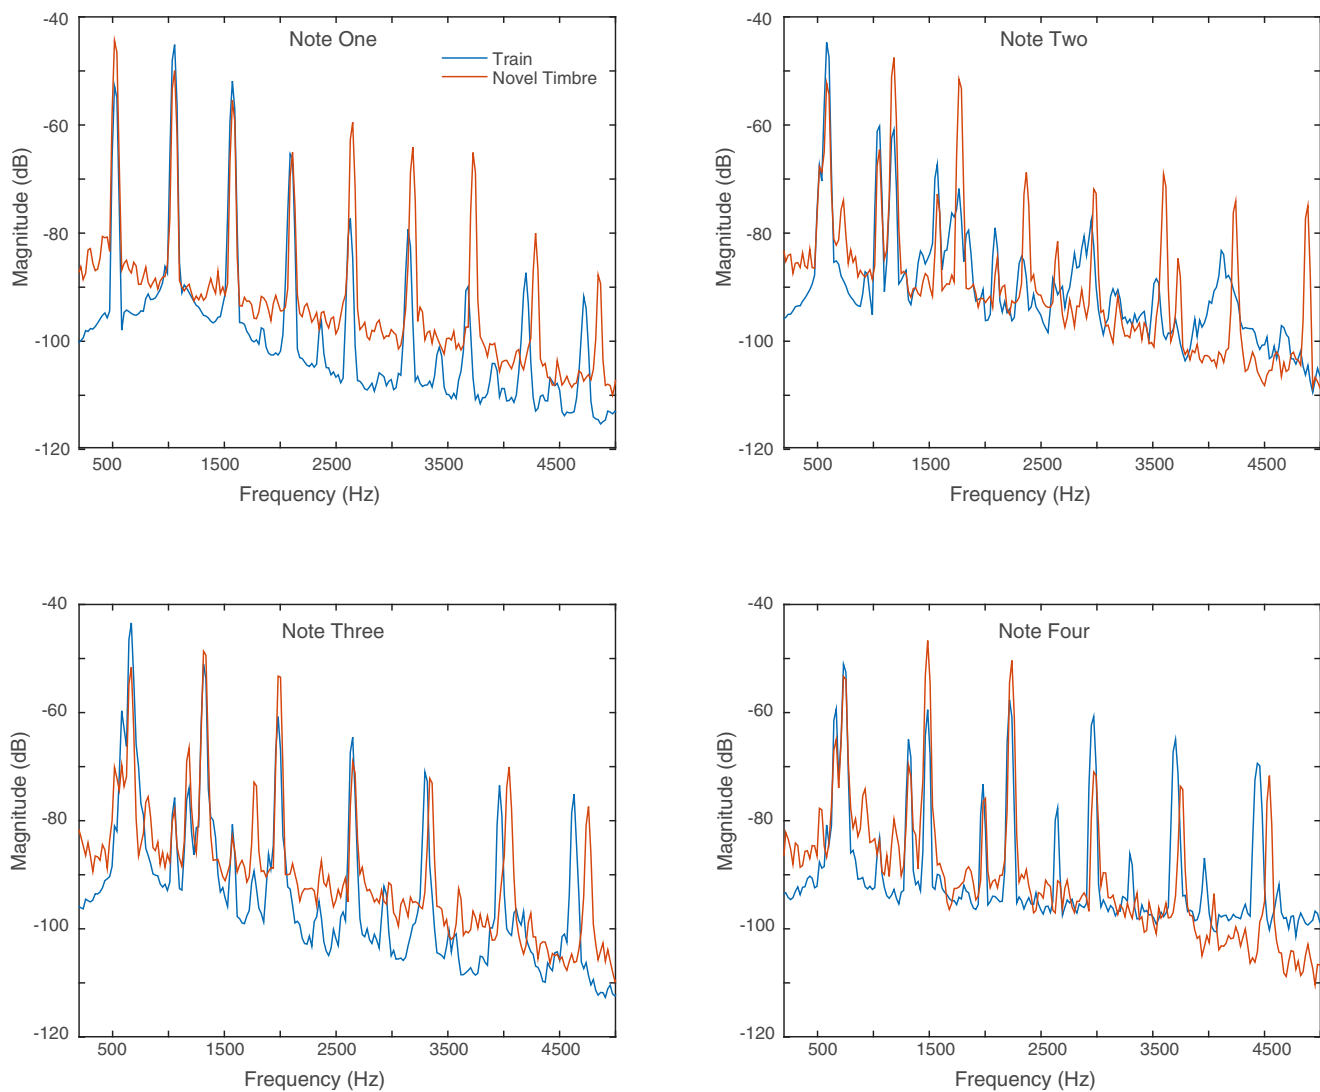 -40
-60
-80
-100
-120
Magnitude (dB)
Note One
Train
Novel Timbre
500 1500 2500 3500 4500
Frequency (Hz)
-40
-60
-80
-100
-120
Magnitude (dB)
Note Two
500 1500 2500 3500 4500
Frequency (Hz)
-40
-60
-80
-100
-120
Magnitude (dB)
Note Three
500 1500 2500 3500 4500
Frequency (Hz)
-40
-60
-80
-100
-120
Magnitude (dB)
Note Four
500 1500 2500 3500 4500
Frequency (Hz)